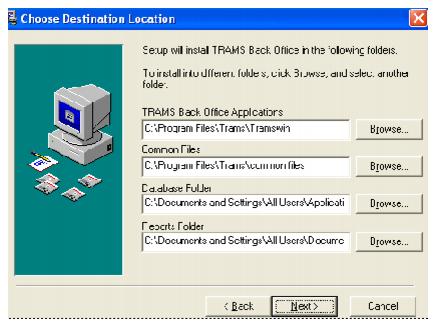 Choose Destination Location
Setup will install TRAMS Back Office in the following folders.
To install into different folders, click Browse, and select another
folder.
TRAMS Back Office Applications
C:\Program Files\Trams\Tramswin
Browse...
Common Files
C:\Program Files\Trams\common files
Browse...
Database Folder
C:\Documents and Settings\All Users\Applicati
Browse...
Reports Folder
C:\Documents and Settings\All Users\Docume
Browse...
< Back
Next >
Cancel